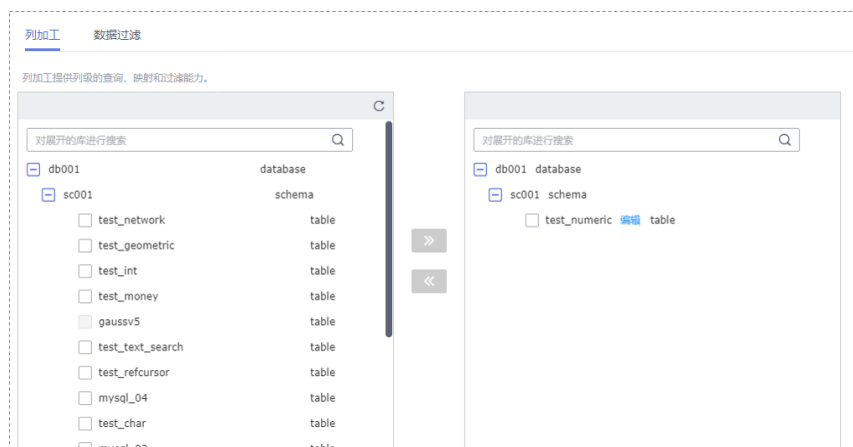 列加工 数据过滤
列加工提供列级的查询、映射和过滤能力。
对展开的库进行搜索
db001 database
sc001 schema
test_network table
test_geometric table
test_int table
test_money table
gaussv5 table
test_text_search table
test_refcursor table
mysql_04 table
test_char table
对展开的库进行搜索
db001 database
sc001 schema
test_numeric 编辑 table